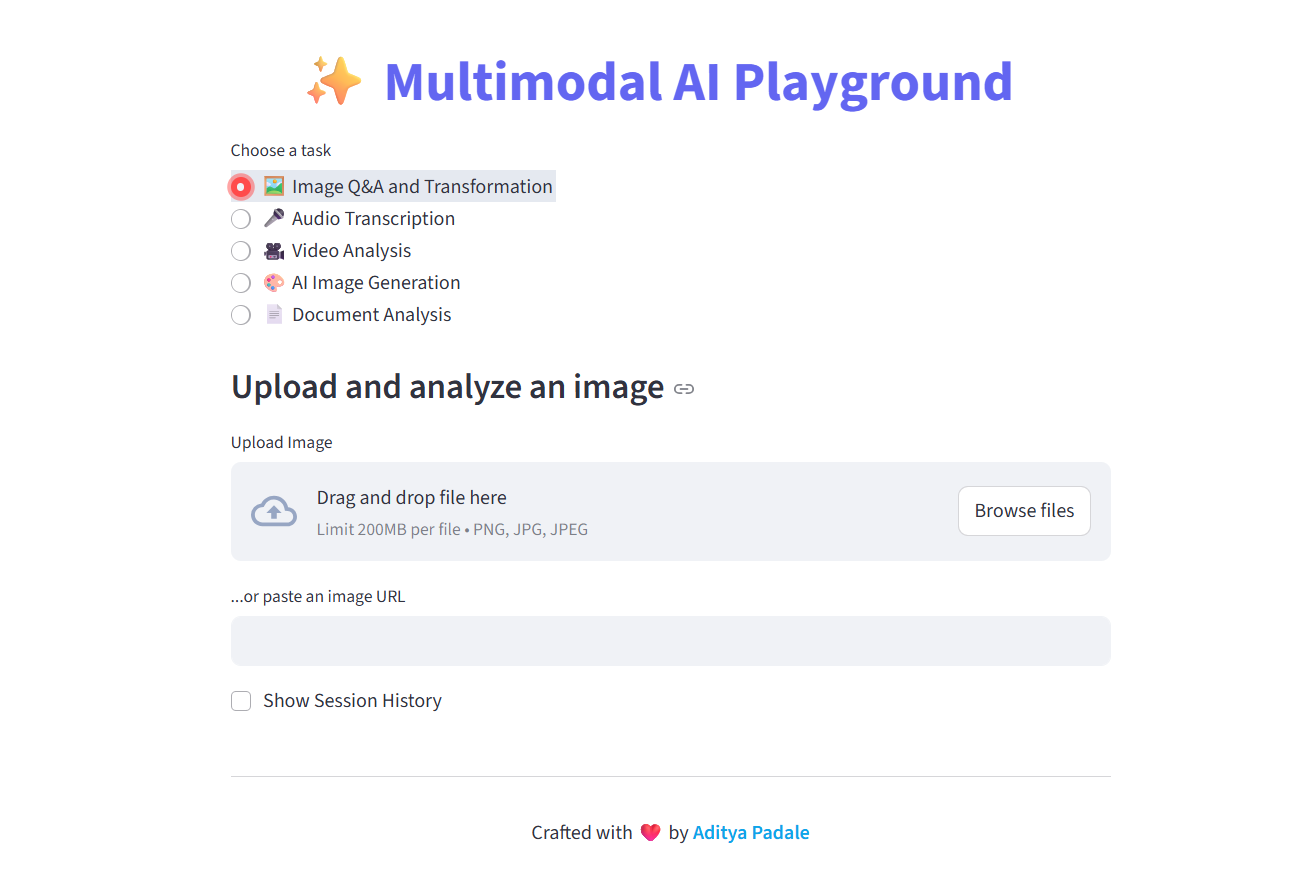 Multimodal AI Playground
Choose a task
Image Q&A and Transformation
Audio Transcription
Video Analysis
AI Image Generation
Document Analysis
Upload and analyze an image
Upload Image
Drag and drop file here
Limit 200MB per file • PNG, JPG, JPEG
Browse files
...or paste an image URL
Show Session History
Crafted with ❤️ by Aditya Padale